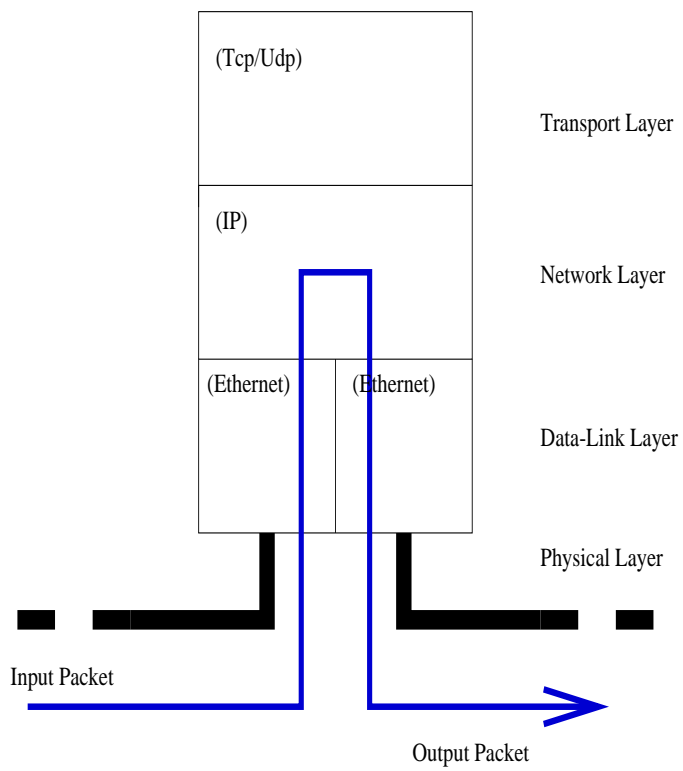 (Tcp/Udp)
Transport Layer
(IP)
Network Layer
(Ethernet)
(Ethernet)
Data-Link Layer
Physical Layer
Input Packet
Output Packet